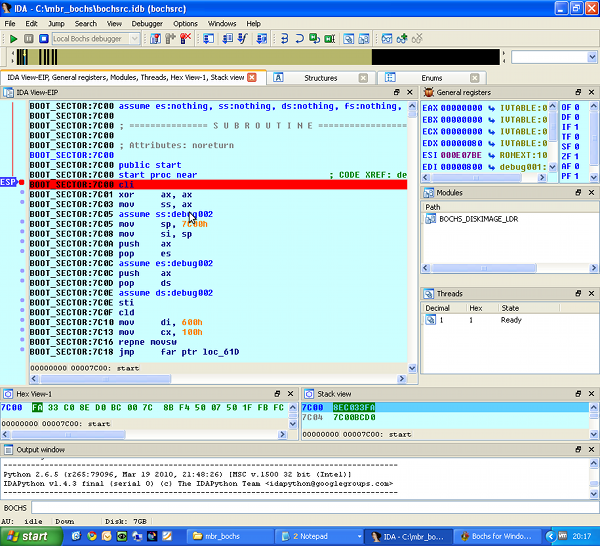 IDA - C:\mbr_bochs\bochsrc.idb (bochsrc)
File Edit Jump Search View Debugger Options Windows Help
Local Bochs debugger
IDA View-EIP, General registers, Modules, Threads, Hex View-1, Stack view
Structures
Enums
IDA View-EIP
BOOT_SECTOR:7C00 assume es:nothing, ss:nothing, ds:nothing, fs:nothing,
BOOT_SECTOR:7C00
BOOT_SECTOR:7C00 ; =============== S U B R O U T I N E =================
BOOT_SECTOR:7C00
BOOT_SECTOR:7C00 ; Attributes: noreturn
BOOT_SECTOR:7C00
BOOT_SECTOR:7C00 public start
BOOT_SECTOR:7C00 start proc near ; CODE XREF: de
ESP
BOOT_SECTOR:7C00 cli
BOOT_SECTOR:7C01 xor ax, ax
BOOT_SECTOR:7C03 mov ss, ax
BOOT_SECTOR:7C05 assume ss:debug002
BOOT_SECTOR:7C05 mov sp, 7C00h
BOOT_SECTOR:7C08 mov si, sp
BOOT_SECTOR:7C0A push ax
BOOT_SECTOR:7C0B pop es
BOOT_SECTOR:7C0C assume es:debug002
BOOT_SECTOR:7C0C push ax
BOOT_SECTOR:7C0D pop ds
BOOT_SECTOR:7C0E assume ds:debug002
BOOT_SECTOR:7C0E sti
BOOT_SECTOR:7C0F cld
BOOT_SECTOR:7C10 mov di, 600h
BOOT_SECTOR:7C13 mov cx, 100h
BOOT_SECTOR:7C16 repne movsw
BOOT_SECTOR:7C18 jmp far ptr loc_61D
00000000 00007C00: start
General registers
EAX 00000000 IVTABLE:0
EBX 00000000 IVTABLE:0
ECX 00000000 IVTABLE:0
EDX 00000080 IVTABLE:0
ESI 000E07BE ROMEXT:10
EDI 00000800 debug001:
OF 0
DF 0
IF 1
TF 0
SF 0
ZF 1
AF 0
PF 1
Modules
Path
BOCHS_DISKIMAGE_LDR
Threads
Decimal Hex State
1 1 Ready
Hex View-1
7C00 FA 33 C0 8E D0 BC 00 7C 8B F4 50 07 50 1F FB FC
00000000 00007C00: start
Stack view
7C00 8EC033FA
7C04 7C00BCD0
00000000 00007C00: start
Output window
Python 2.6.5 (r265:79096, Mar 19 2010, 21:48:26) [MSC v.1500 32 bit (Intel)]
IDAPython v1.4.3 final (serial 0) (c) The IDAPython Team <idapython@googlegroups.com>
BOCHS
AU: idle Down Disk: 7GB
start
mbr_bochs
2 Notepad
IDA - C:\mbr_bo...
Bochs for Window...
20:17